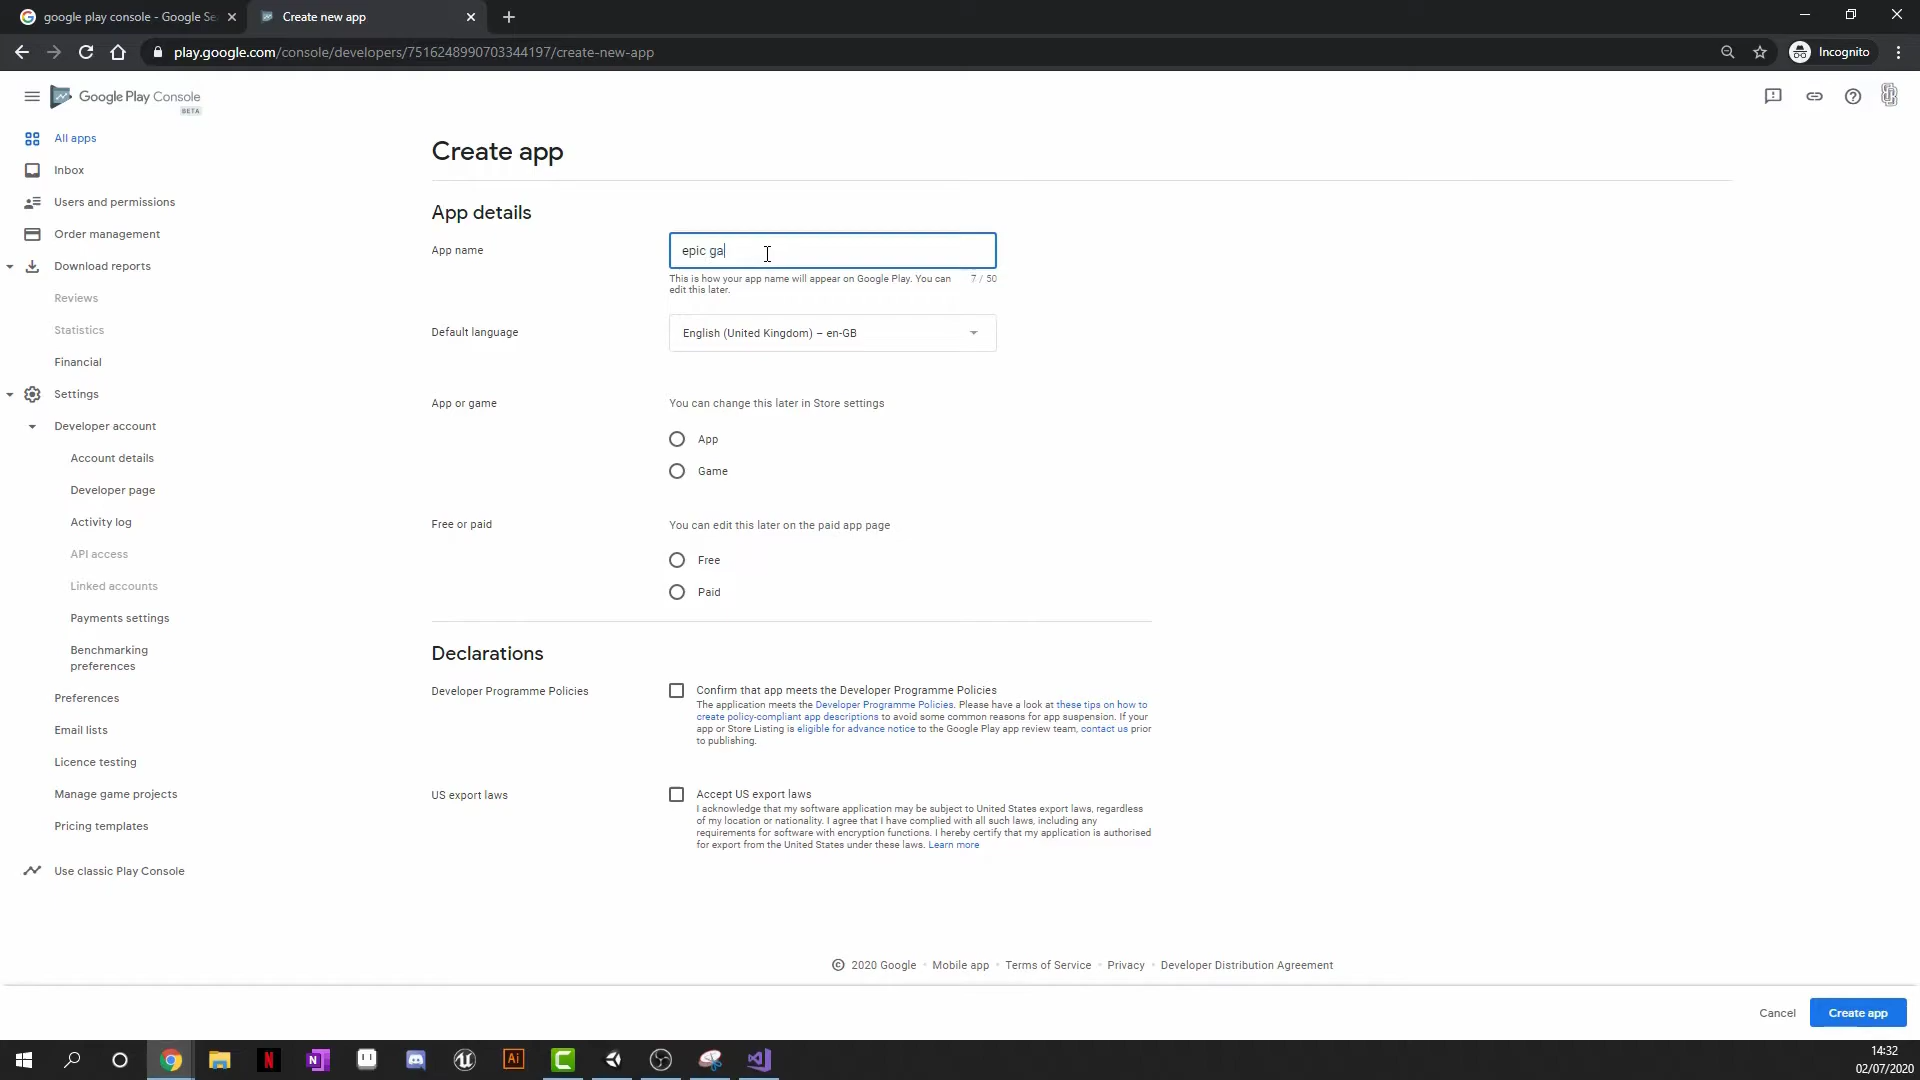 google play console - Google Se
Create new app
play.google.com/console/developers/7516248990703344197/create-new-app
Incognito
Google Play Console
BETA
All apps
Inbox
Users and permissions
Order management
Download reports
Reviews
Statistics
Financial
Settings
Developer account
Account details
Developer page
Activity log
API access
Linked accounts
Payments settings
Benchmarking
preferences
Preferences
Email lists
Licence testing
Manage game projects
Pricing templates
Use classic Play Console
Create app
App details
App name
epic ga
This is how your app name will appear on Google Play. You can 7 / 50
edit this later.
Default language
English (United Kingdom) – en-GB
App or game
You can change this later in Store settings
App
Game
Free or paid
You can edit this later on the paid app page
Free
Paid
Declarations
Developer Programme Policies
Confirm that app meets the Developer Programme Policies
The application meets the Developer Programme Policies. Please have a look at these tips on how to
create policy-compliant app descriptions to avoid some common reasons for app suspension. If your
app or Store Listing is eligible for advance notice to the Google Play app review team, contact us prior
to publishing.
US export laws
Accept US export laws
I acknowledge that my software application may be subject to United States export laws, regardless
of my location or nationality. I agree that I have complied with all such laws, including any
requirements for software with encryption functions. I hereby certify that my application is authorised
for export from the United States under these laws. Learn more
© 2020 Google · Mobile app · Terms of Service · Privacy · Developer Distribution Agreement
Cancel
Create app
N
N
Ai
C
14:32
02/07/2020